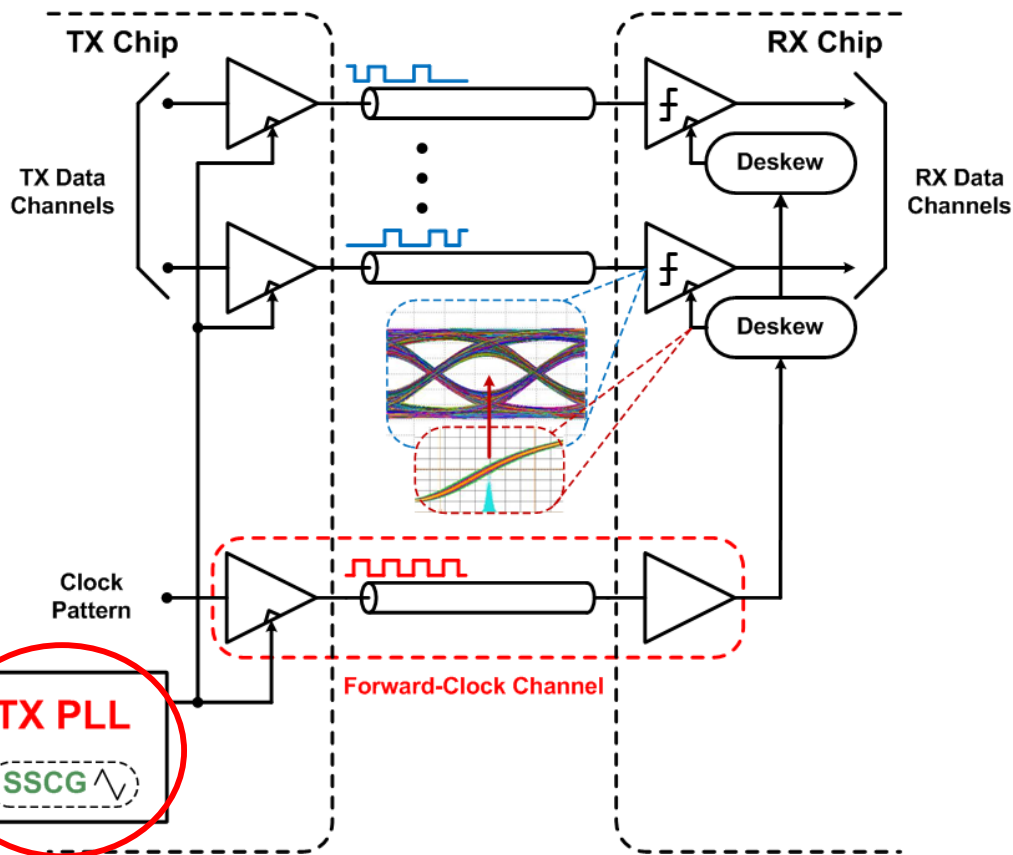 TX Chip
RX Chip
TX Data
Channels
Deskew
RX Data
Channels
Deskew
Clock
Pattern
Forward-Clock Channel
TX PLL
SSCG